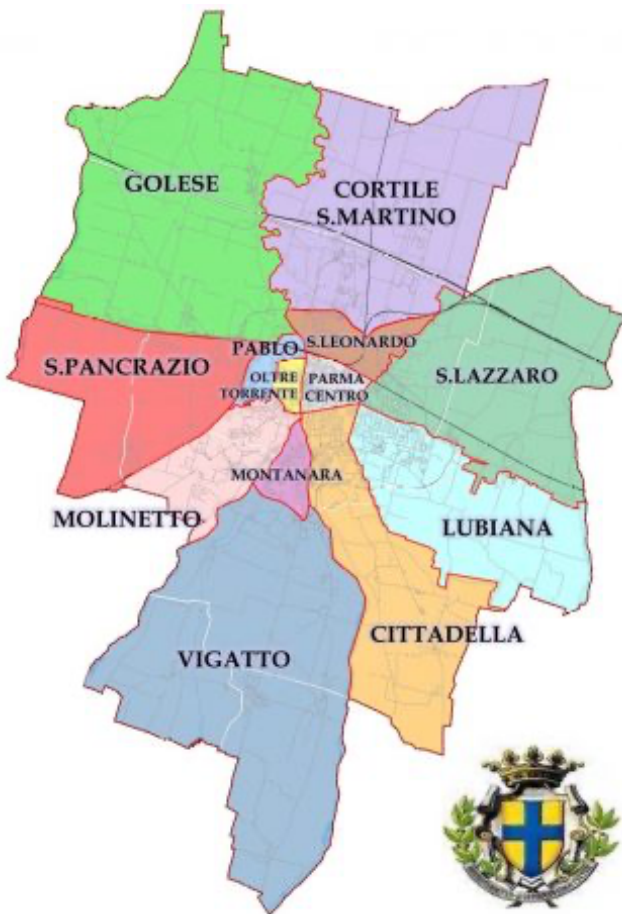 GOLESE
CORTILE
S.MARTINO
PABLO
S.LEONARDO
S.PANCRAZIO
OLTRE
TORRENTE
PARMA
CENTRO
S.LAZZARO
MONTANARA
MOLINETTO
LUBIANA
CITTADELLA
VIGATTO